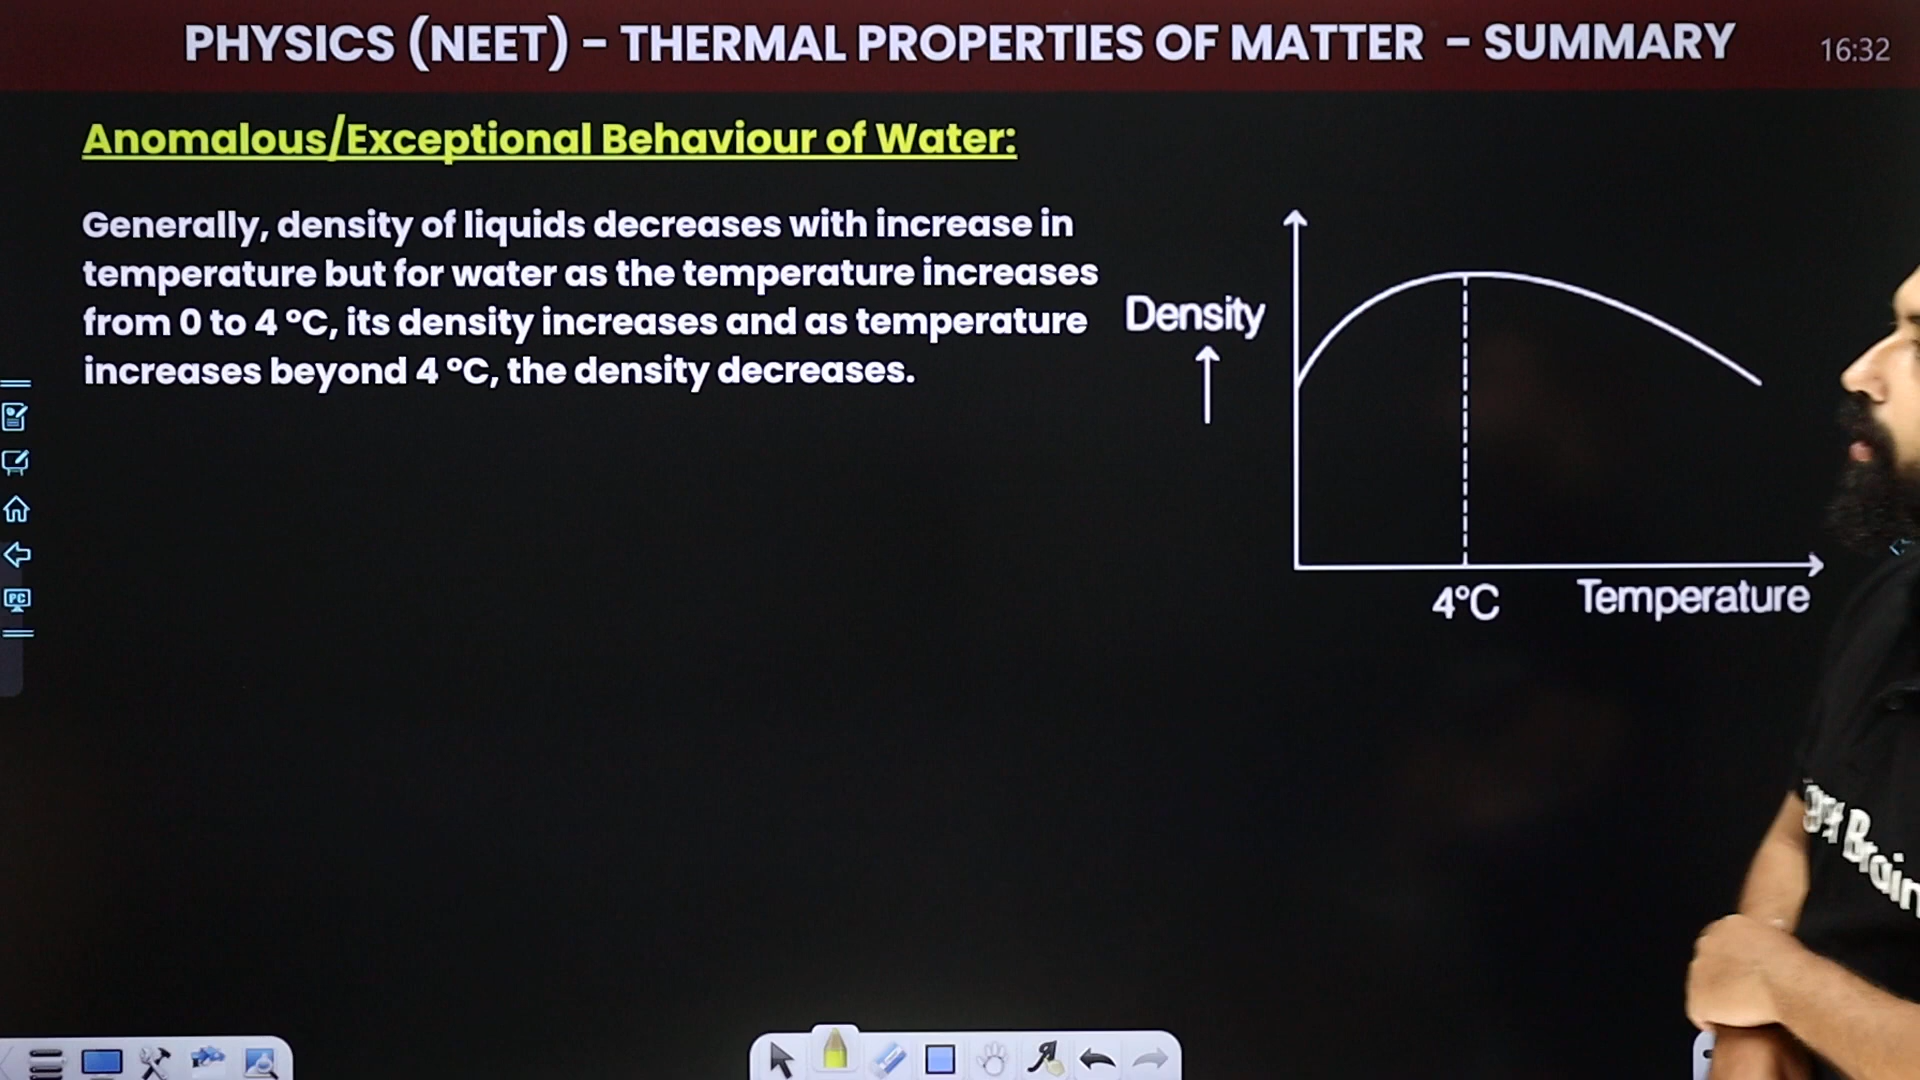 PHYSICS (NEET) - THERMAL PROPERTIES OF MATTER - SUMMARY
16:32
Anomalous/Exceptional Behaviour of Water:
Generally, density of liquids decreases with increase in
temperature but for water as the temperature increases
from 0 to 4 °C, its density increases and as temperature
increases beyond 4 °C, the density decreases.
Density
4°C
Temperature
PC
Brain